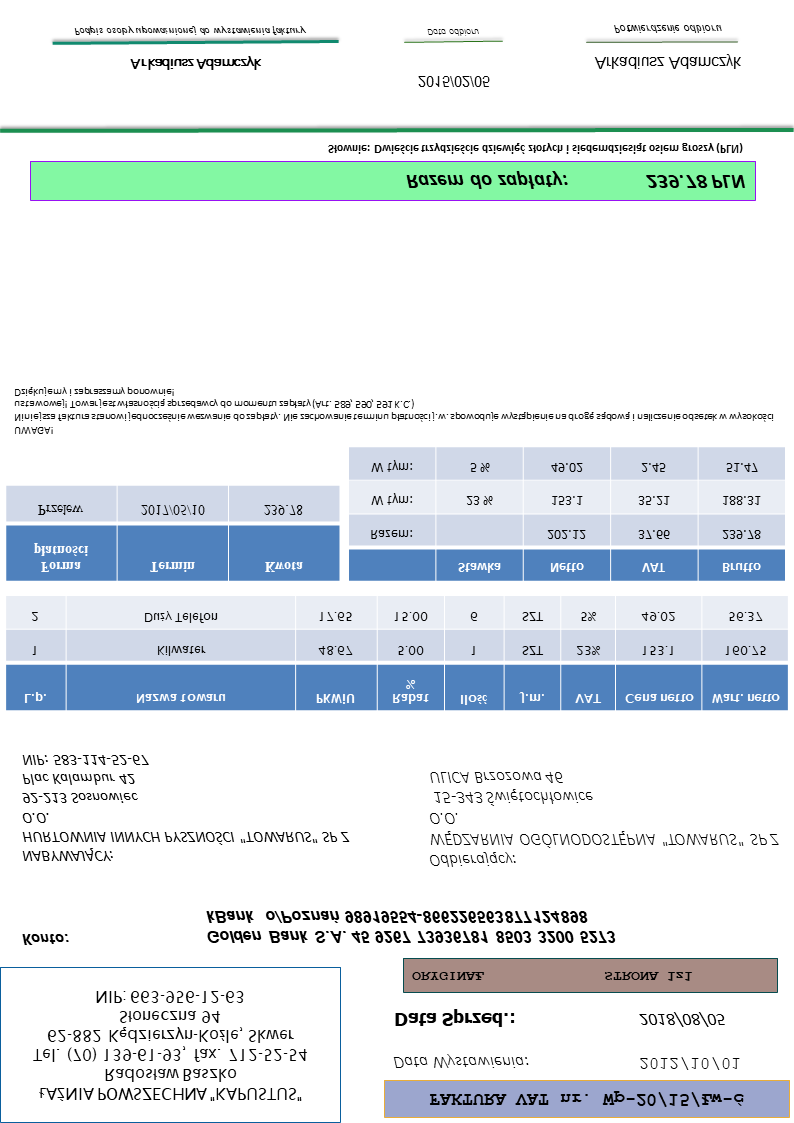 ŁAŹNIA POWSZECHNA "KAPUSTUS"
Radosław Baszko
Tel. (70) 139-61-93, fax. 712-52-54
62-882 Kędzierzyn-Koźle, Skwer
Słoneczna 94
NIP: 663-956-12-63
FAKTURA VAT nr. Wp-20/15/Łw-ć
Data Wystawienia: 2012/10/01
Data Sprzed.: 2018/08/05
ORYGINAŁ STRONA 1z1
Konto: Golden Bank S.A. 45 9267 73936781 8503 3200 5273
kBank o/Poznań 98919554-866226563877124898
NABYWAJĄCY:
HURTOWNIA INNYCH PYSZNOŚCI "TOWARUS" SP Z
O.O.
92-213 Sosnowiec
Plac Kalambur 42
NIP: 583-114-52-67
Odbierający:
WĘDZARNIA OGÓLNODOSTĘPNA "TOWARUS" SP Z
O.O.
15-343 Świętochłowice
ULICA Brzozowa 46
L.p. Nazwa towaru PKWiU Rabat % Ilość J.m. VAT Cena netto Wart. netto
1 Kilwater 48.67 5.00 1 SZT 23% 153.1 160.75
2 Duży Telefon 17.65 15.00 6 SZT 5% 49.02 56.37
Forma płatności Termin Kwota
Przelew 2017/05/10 239.78
Stawka Netto VAT Brutto
Razem: 202.12 37.66 239.78
W tym: 23 % 153.1 35.21 188.31
W tym: 5 % 49.02 2.45 51.47
UWAGA!
Niniejsza faktura stanowi jednocześnie wezwanie do zapłaty. Nie zachowanie terminu płatności j.w. spowoduje wystąpienie na drogę sądową i naliczenie odsetek w wysokości
ustawowej! Towar jest własnością sprzedawcy do momentu zapłaty (Art. 589, 590, 591 K.C.)
Dziękujemy i zapraszamy ponownie!
Razem do zapłaty: 239.78 PLN
Słownie: Dwieście trzydzieście dziewięć złotych i siedemdziesiąt osiem groszy (PLN)
Arkadiusz Adamczyk 2015/02/05 Arkadiusz Adamczyk
Podpis osoby upoważnionej do wystawienia faktury Data odbioru Potwierdzenie odbioru